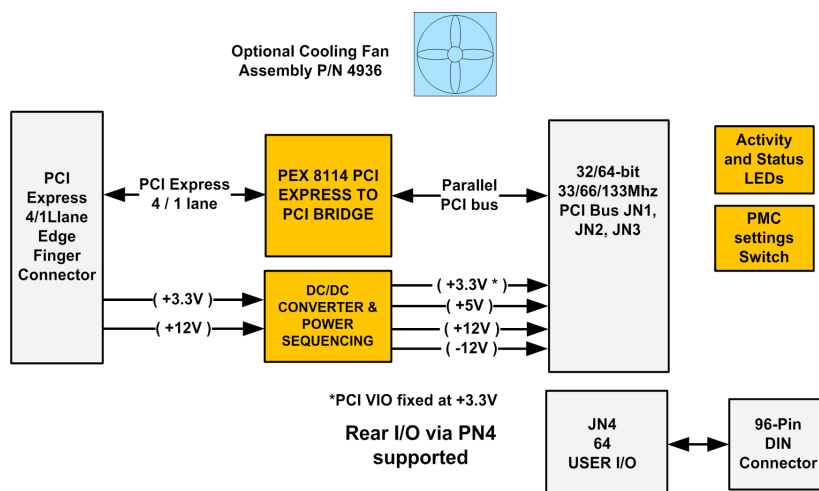 Optional Cooling Fan
Assembly P/N 4936
PCI
Express
4/1Llane
Edge
Finger
Connector
PCI Express
4 / 1 lane
PEX 8114 PCI
EXPRESS TO
PCI BRIDGE
Parallel
PCI bus
32/64-bit
33/66/133Mhz
PCI Bus JN1,
JN2, JN3
Activity
and Status
LEDs
PMC
settings
Switch
( +3.3V )
( +12V )
DC/DC
CONVERTER &
POWER
SEQUENCING
( +3.3V * )
( +5V )
( +12V )
( -12V )
*PCI VIO fixed at +3.3V
Rear I/O via PN4
supported
JN4
64
USER I/O
96-Pin
DIN
Connector